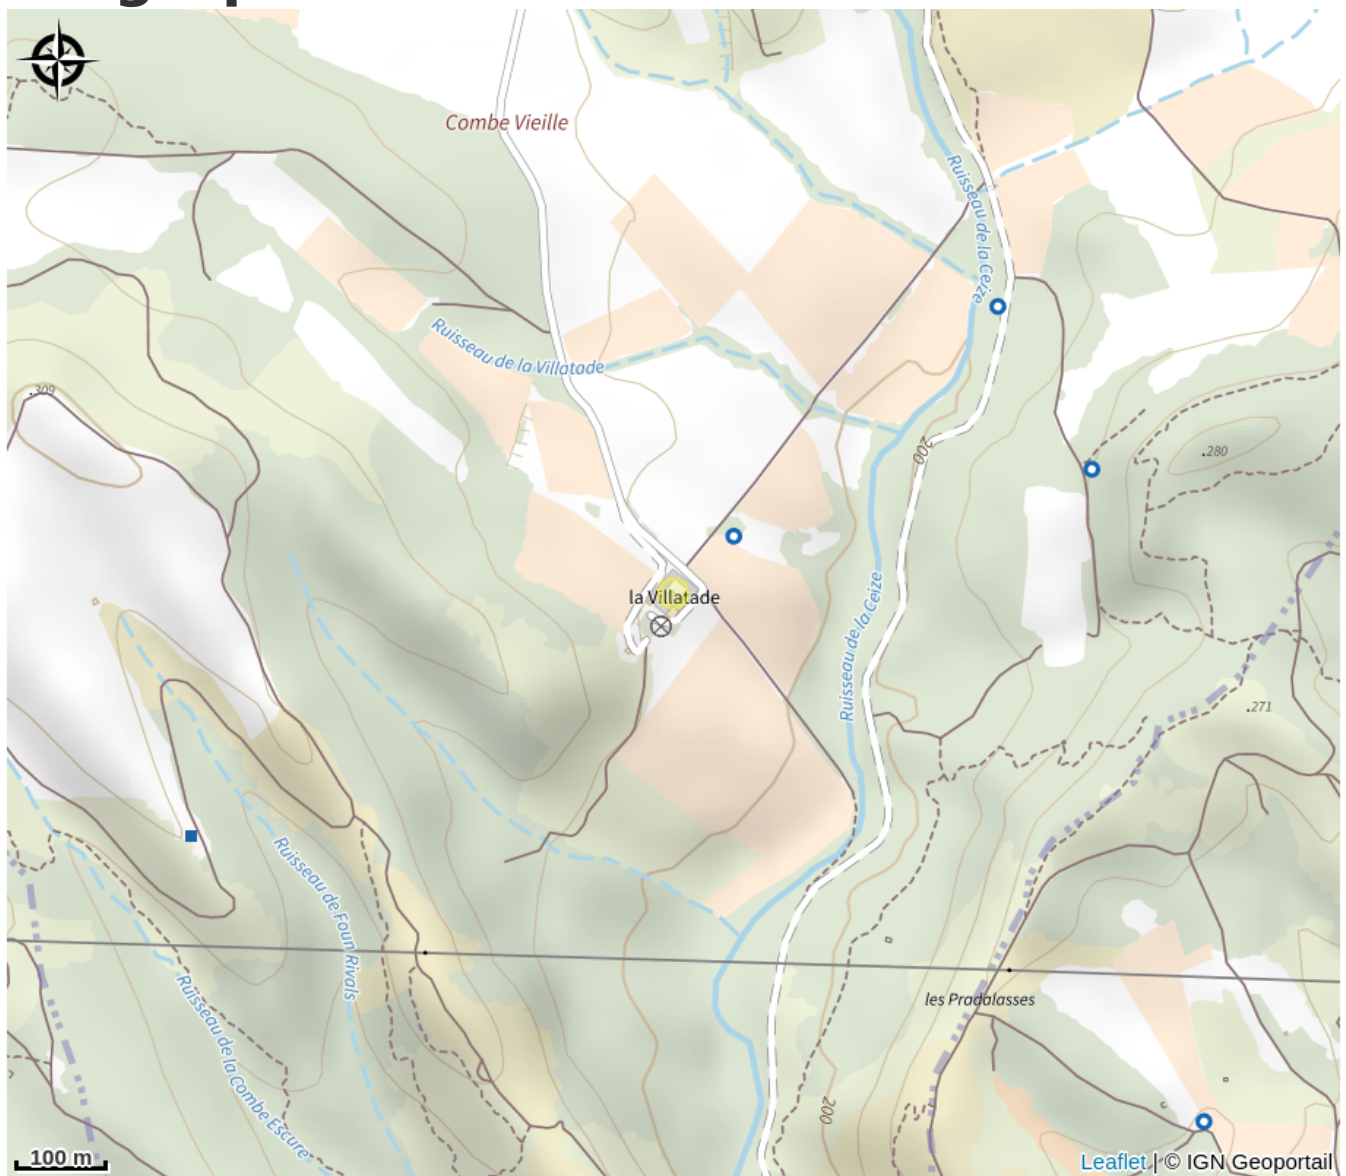 Combe Vieille
Ruisseau de la Ceize
Ruisseau de la Villatade
.309
200
.280
la Villatade
Ruisseau de la Ceize
.271
Ruisseau de Foun Rivals
Ruisseau de la Combe Escure
les Pradalasses
200
100 m
Leaflet | © IGN Geoportail